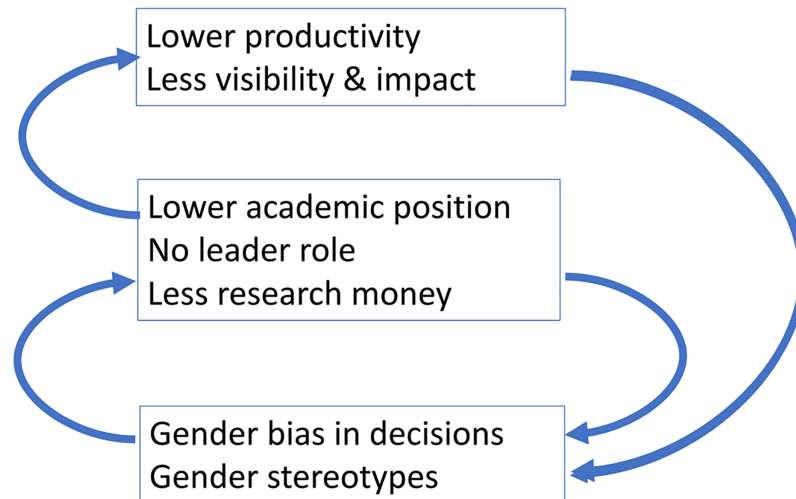 Lower productivity
Less visibility & impact
Lower academic position
No leader role
Less research money
Gender bias in decisions
Gender stereotypes